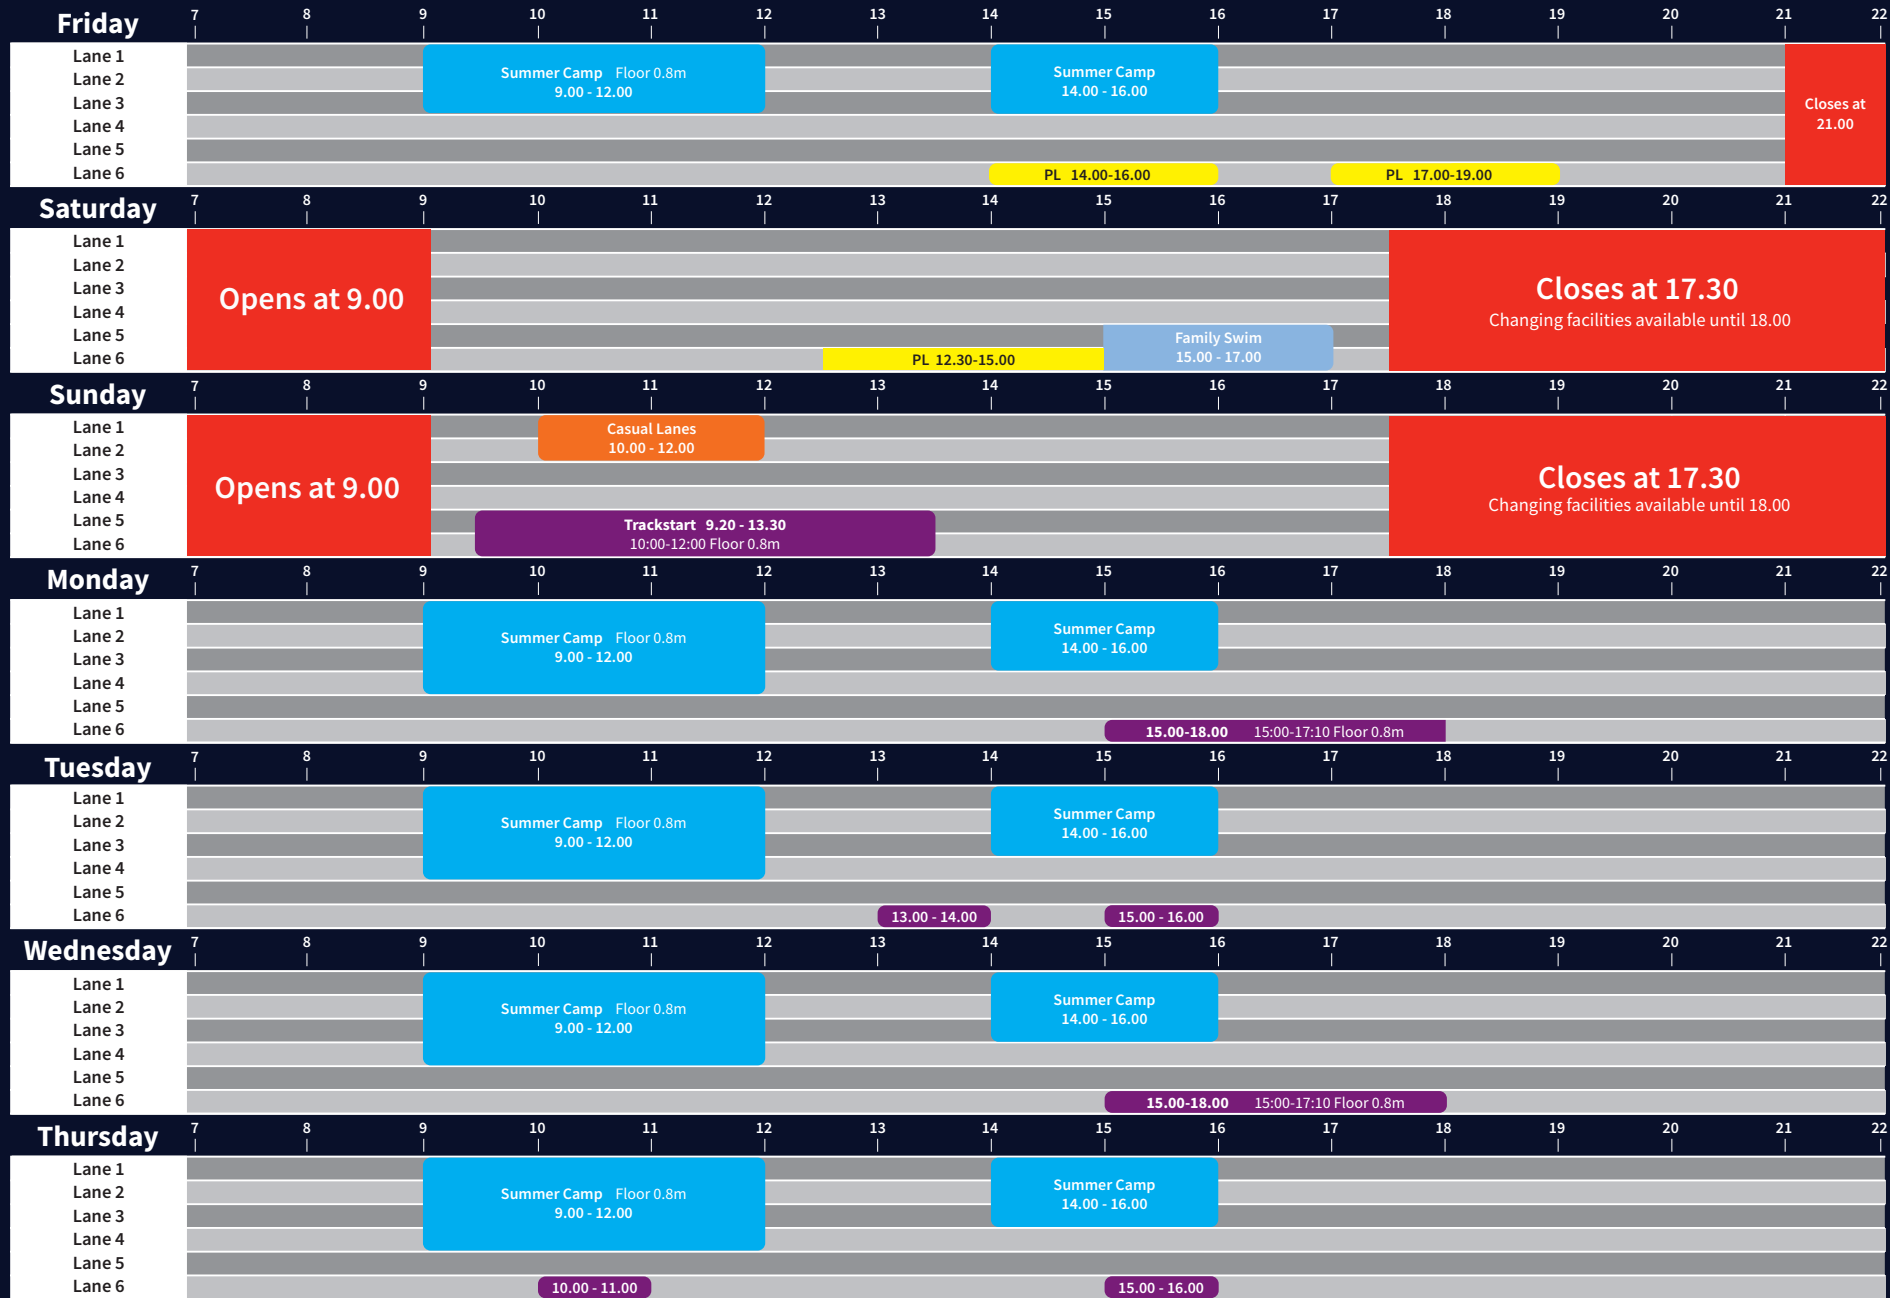 Friday 7 8 9 10 11 12 13 14 15 16 17 18 19 20 21 22
Lane 1
Lane 2
Lane 3
Lane 4
Lane 5
Lane 6
Summer Camp Floor 0.8m
9.00 - 12.00
Summer Camp
14.00 - 16.00
PL 14.00-16.00
PL 17.00-19.00
Closes at
21.00
Saturday 7 8 9 10 11 12 13 14 15 16 17 18 19 20 21 22
Lane 1
Lane 2
Lane 3
Lane 4
Lane 5
Lane 6
Opens at 9.00
PL 12.30-15.00
Family Swim
15.00 - 17.00
Closes at 17.30
Changing facilities available until 18.00
Sunday 7 8 9 10 11 12 13 14 15 16 17 18 19 20 21 22
Lane 1
Lane 2
Lane 3
Lane 4
Lane 5
Lane 6
Opens at 9.00
Casual Lanes
10.00 - 12.00
Trackstart 9.20 - 13.30
10:00-12:00 Floor 0.8m
Closes at 17.30
Changing facilities available until 18.00
Monday 7 8 9 10 11 12 13 14 15 16 17 18 19 20 21 22
Lane 1
Lane 2
Lane 3
Lane 4
Lane 5
Lane 6
Summer Camp Floor 0.8m
9.00 - 12.00
Summer Camp
14.00 - 16.00
15.00-18.00 15:00-17:10 Floor 0.8m
Tuesday 7 8 9 10 11 12 13 14 15 16 17 18 19 20 21 22
Lane 1
Lane 2
Lane 3
Lane 4
Lane 5
Lane 6
Summer Camp Floor 0.8m
9.00 - 12.00
Summer Camp
14.00 - 16.00
13.00 - 14.00
15.00 - 16.00
Wednesday 7 8 9 10 11 12 13 14 15 16 17 18 19 20 21 22
Lane 1
Lane 2
Lane 3
Lane 4
Lane 5
Lane 6
Summer Camp Floor 0.8m
9.00 - 12.00
Summer Camp
14.00 - 16.00
15.00-18.00 15:00-17:10 Floor 0.8m
Thursday 7 8 9 10 11 12 13 14 15 16 17 18 19 20 21 22
Lane 1
Lane 2
Lane 3
Lane 4
Lane 5
Lane 6
Summer Camp Floor 0.8m
9.00 - 12.00
Summer Camp
14.00 - 16.00
10.00 - 11.00
15.00 - 16.00